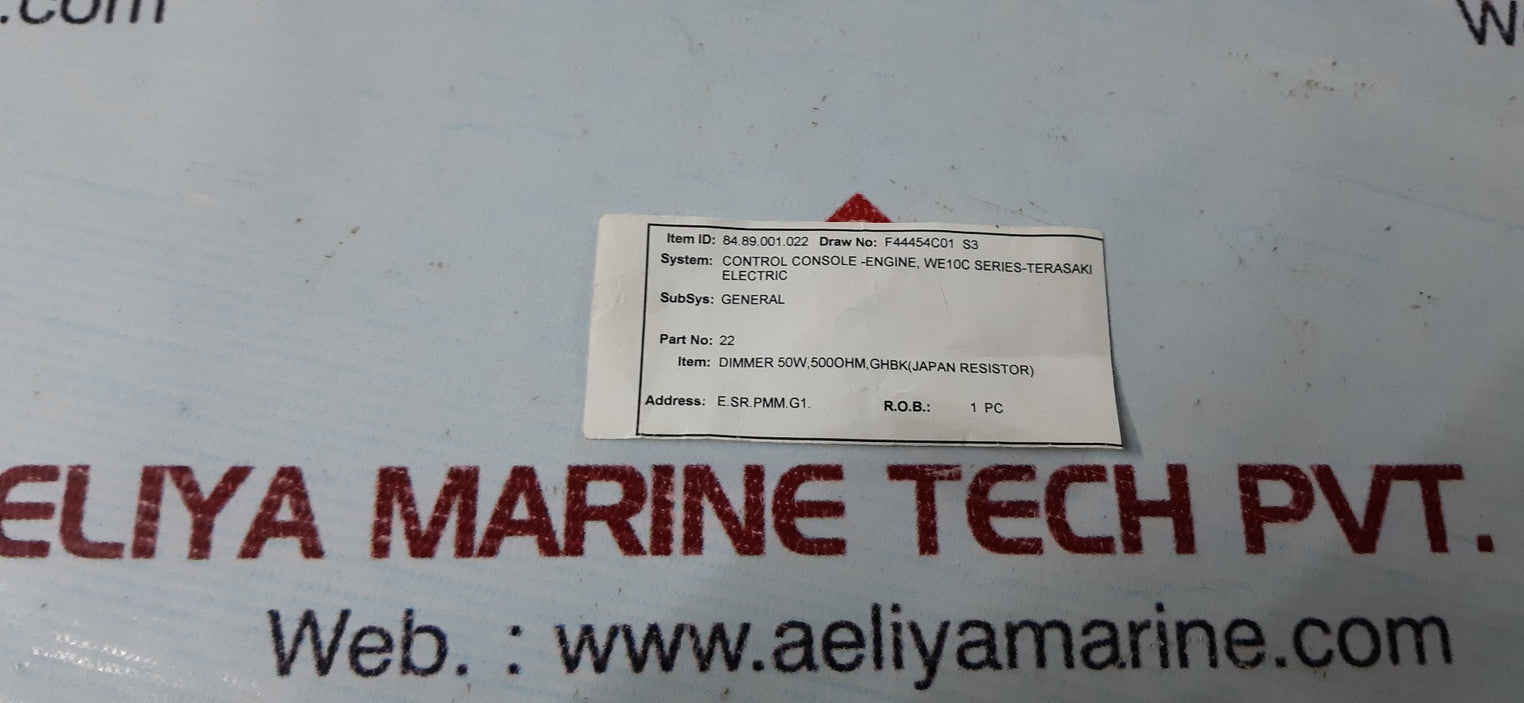 .com
Item ID: 84.89.001.022 Draw No: F44454C01 S3
System: CONTROL CONSOLE -ENGINE, WE10C SERIES-TERASAKI
ELECTRIC
SubSys: GENERAL
Part No: 22
Item: DIMMER 50W,500OHM,GHBK(JAPAN RESISTOR)
Address: E.SR.PMM.G1. R.O.B.: 1 PC
ELIYA MARINE TECH PVT.
Web. : www.aeliyamarine.com